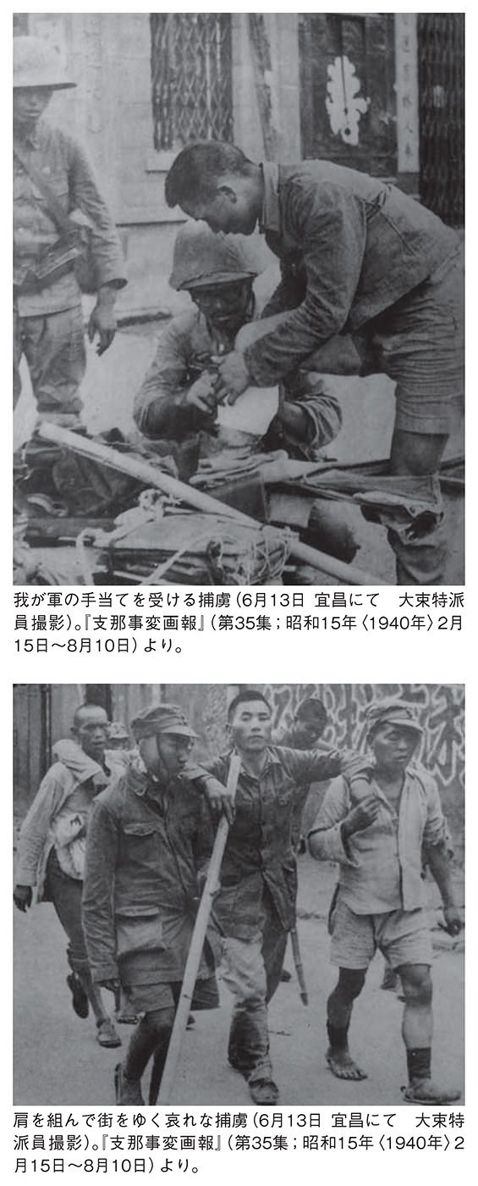 我が軍の手当てを受ける捕虜（6月13日 宜昌にて　大束特派
員撮影）。『支那事変画報』（第35集；昭和15年〈1940年〉2月
15日～8月10日）より。
肩を組んで街をゆく哀れな捕虜（6月13日 宜昌にて　大束特
派員撮影）。『支那事変画報』（第35集；昭和15年〈1940年〉2
月15日～8月10日）より。